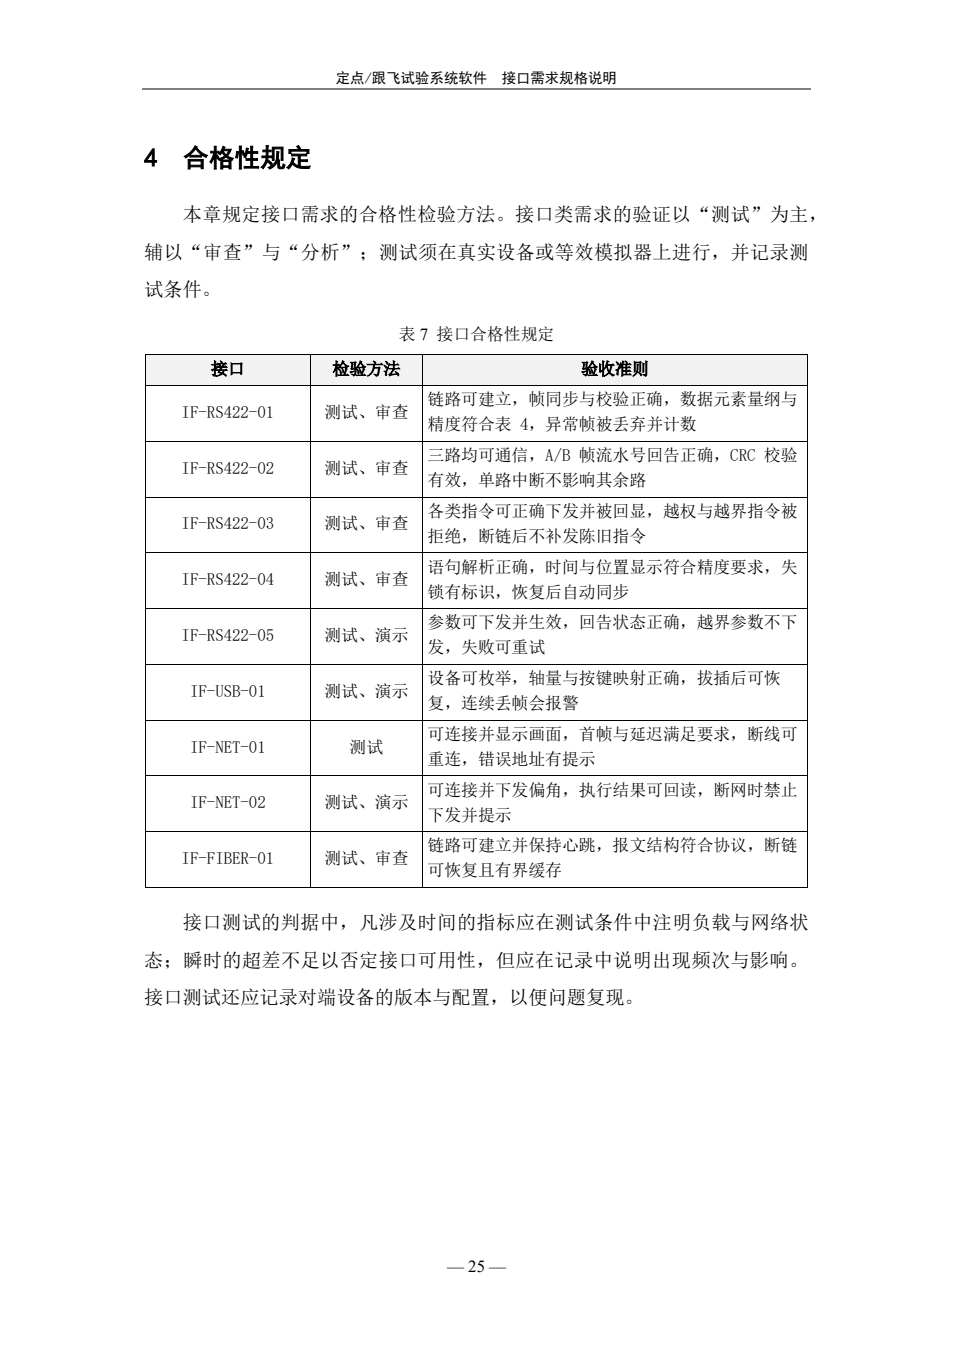 定点/跟飞试验系统软件　接口需求规格说明
4　合格性规定
本章规定接口需求的合格性检验方法。接口类需求的验证以“测试”为主，
辅以“审查”与“分析”；测试须在真实设备或等效模拟器上进行，并记录测
试条件。
表 7 接口合格性规定
接口　检验方法　验收准则
IF-RS422-01　测试、审查　链路可建立，帧同步与校验正确，数据元素量纲与
精度符合表 4，异常帧被丢弃并计数
IF-RS422-02　测试、审查　三路均可通信，A/B 帧流水号回告正确，CRC 校验
有效，单路中断不影响其余路
IF-RS422-03　测试、审查　各类指令可正确下发并被回显，越权与越界指令被
拒绝，断链后不补发陈旧指令
IF-RS422-04　测试、审查　语句解析正确，时间与位置显示符合精度要求，失
锁有标识，恢复后自动同步
IF-RS422-05　测试、演示　参数可下发并生效，回告状态正确，越界参数不下
发，失败可重试
IF-USB-01　测试、演示　设备可枚举，轴量与按键映射正确，拔插后可恢
复，连续丢帧会报警
IF-NET-01　测试　可连接并显示画面，首帧与延迟满足要求，断线可
重连，错误地址有提示
IF-NET-02　测试、演示　可连接并下发偏角，执行结果可回读，断网时禁止
下发并提示
IF-FIBER-01　测试、审查　链路可建立并保持心跳，报文结构符合协议，断链
可恢复且有界缓存
接口测试的判据中，凡涉及时间的指标应在测试条件中注明负载与网络状
态；瞬时的超差不足以否定接口可用性，但应在记录中说明出现频次与影响。
接口测试还应记录对端设备的版本与配置，以便问题复现。
— 25 —